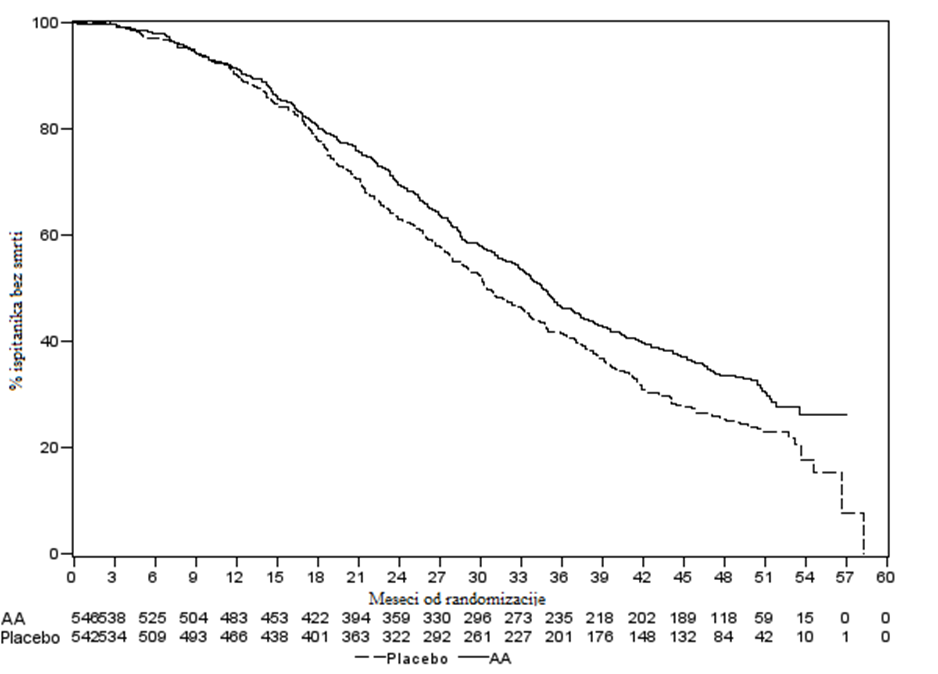 100
80
60
40
20
0
% ispitanika bez smrti
0 3 6 9 12 15 18 21 24 27 30 33 36 39 42 45 48 51 54 57 60
Meseci od randomizacije
AA 546538 525 504 483 453 422 394 359 330 296 273 235 218 202 189 118 59 15 0 0
Placebo 542534 509 493 466 438 401 363 322 292 261 227 201 176 148 132 84 42 10 1 0
Placebo AA